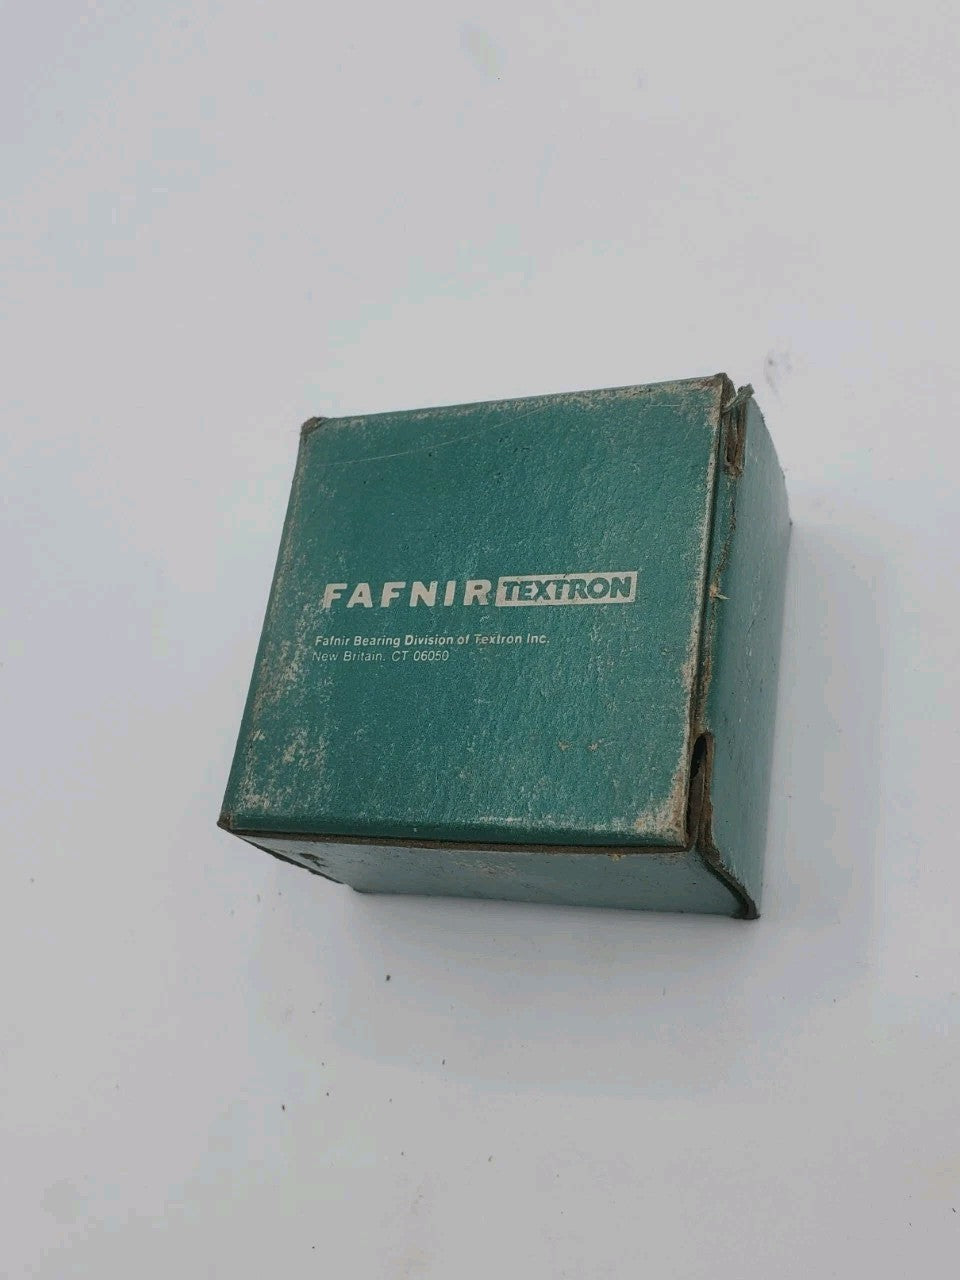 FAFNIR TEXTRON
Fafnir Bearing Division of Textron Inc.
New Britain, CT 06050